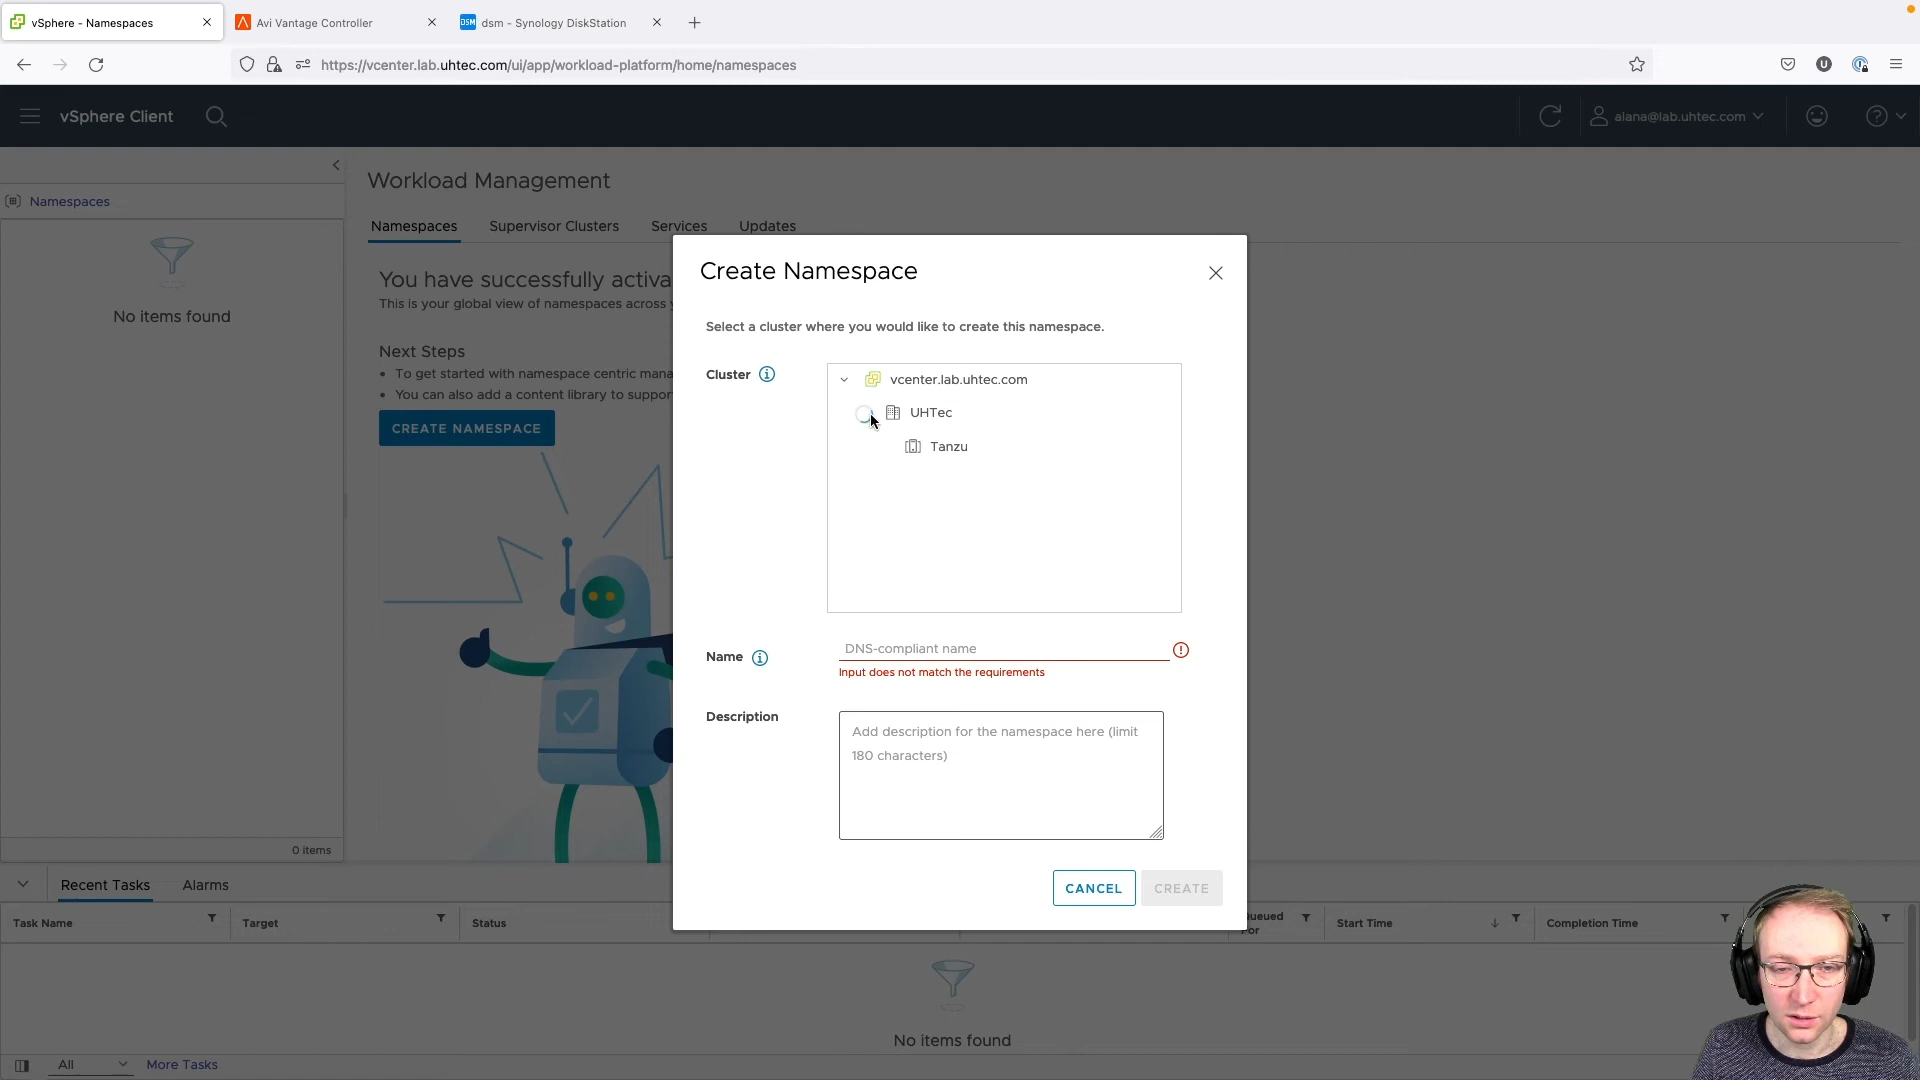 vSphere - Namespaces
Avi Vantage Controller
DSM
dsm - Synology DiskStation
https://vcenter.lab.uhtec.com/ui/app/workload-platform/home/namespaces
U
vSphere Client
alana@lab.uhtec.com
Namespaces
No items found
0 items
Workload Management
Namespaces
Supervisor Clusters
Services
Updates
You have successfully activa
This is your global view of namespaces across
Next Steps
• To get started with namespace centric mana
• You can also add a content library to suppor
CREATE NAMESPACE
Create Namespace
Select a cluster where you would like to create this namespace.
Cluster
vcenter.lab.uhtec.com
UHTec
Tanzu
Name
DNS-compliant name
Input does not match the requirements
Description
Add description for the namespace here (limit
180 characters)
CANCEL
CREATE
Recent Tasks
Alarms
Task Name
Target
Status
Queued
For
Start Time
Completion Time
No items found
All
More Tasks